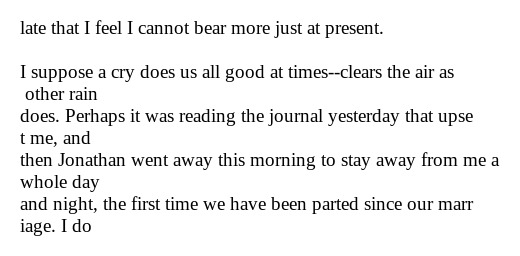 late that I feel I cannot bear more just at present.

I suppose a cry does us all good at times--clears the air as
 other rain
does. Perhaps it was reading the journal yesterday that upse
t me, and
then Jonathan went away this morning to stay away from me a
whole day
and night, the first time we have been parted since our marr
iage. I do